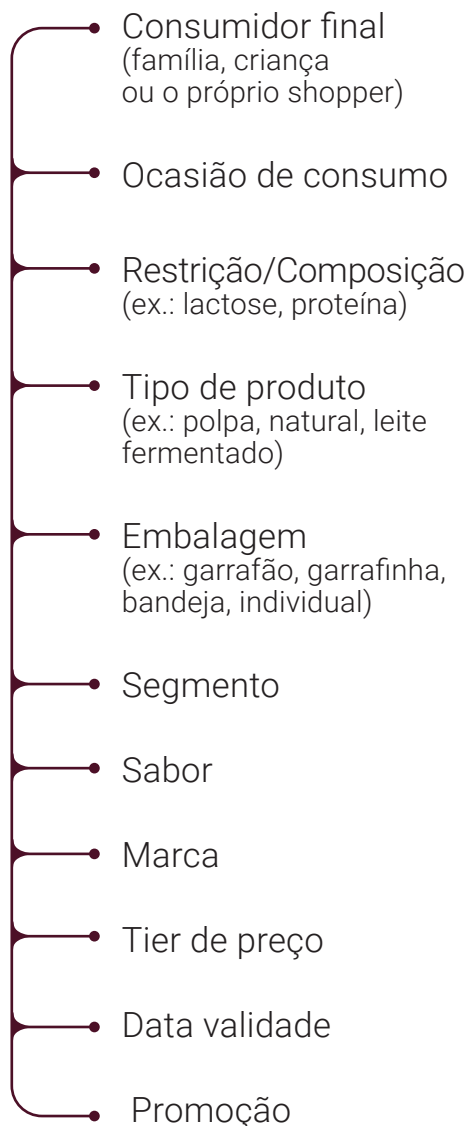 Consumidor final
(família, criança
ou o próprio shopper)
Ocasião de consumo
Restrição/Composição
(ex.: lactose, proteína)
Tipo de produto
(ex.: polpa, natural, leite
fermentado)
Embalagem
(ex.: garrafão, garrafinha,
bandeja, individual)
Segmento
Sabor
Marca
Tier de preço
Data validade
Promoção